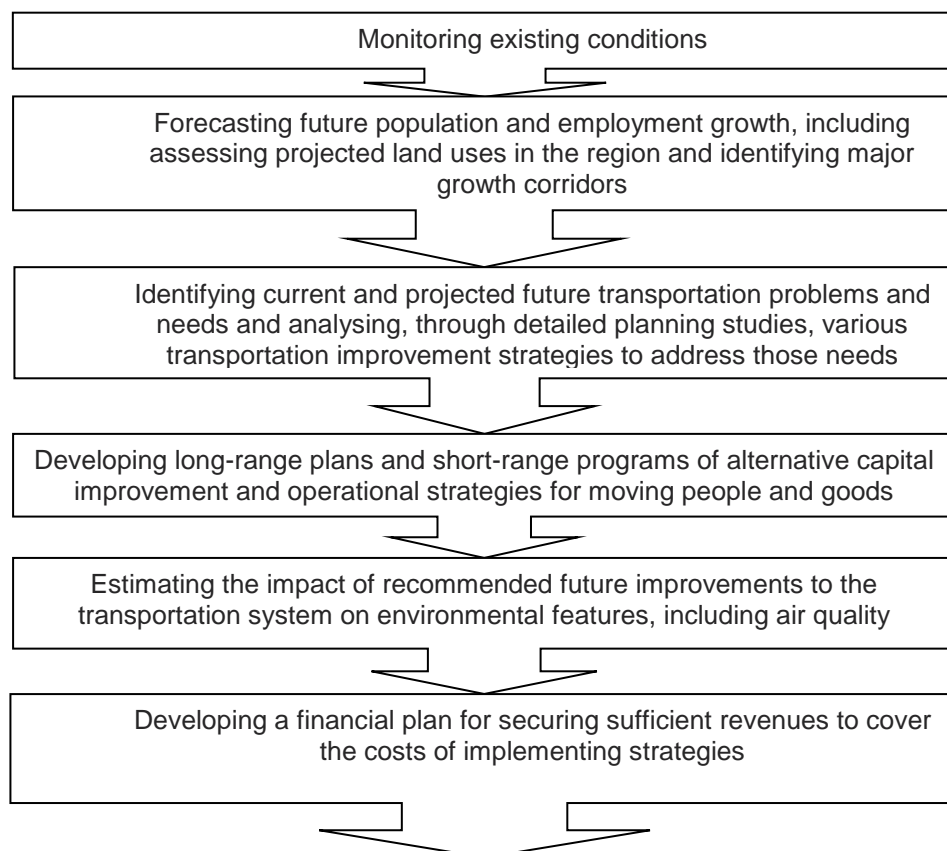 Monitoring existing conditions
Forecasting future population and employment growth, including
assessing projected land uses in the region and identifying major
growth corridors
Identifying current and projected future transportation problems and
needs and analysing, through detailed planning studies, various
transportation improvement strategies to address those needs
Developing long-range plans and short-range programs of alternative capital
improvement and operational strategies for moving people and goods
Estimating the impact of recommended future improvements to the
transportation system on environmental features, including air quality
Developing a financial plan for securing sufficient revenues to cover
the costs of implementing strategies